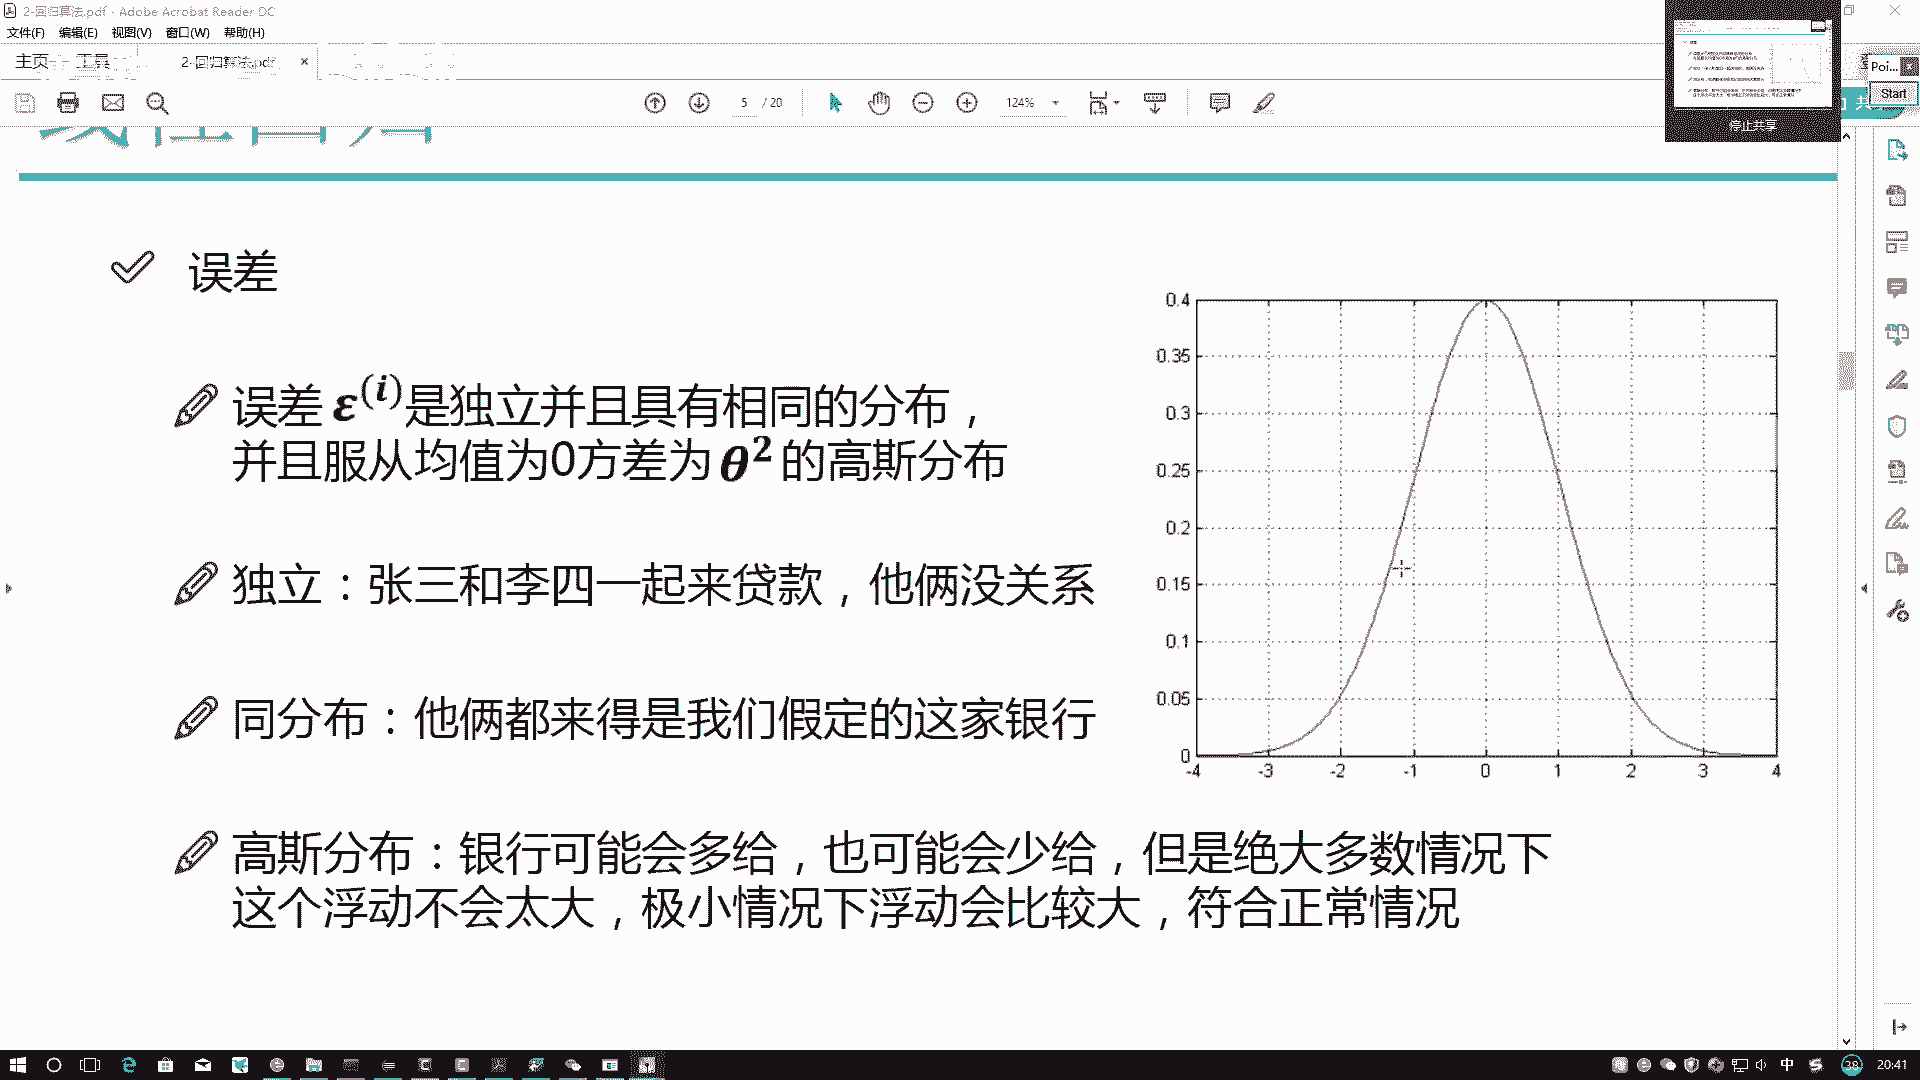 2-回归算法.pdf - Adobe Acrobat Reader DC
文件(F) 编辑(E) 视图(V) 窗口(W) 帮助(H)
主页 工具 2-回归算法.pdf ×
5 / 20 124%
Poi...
Start
共
停止共享
线性回归
误差
误差 ε(i)是独立并且具有相同的分布，
并且服从均值为0方差为 θ² 的高斯分布
独立：张三和李四一起来贷款，他俩没关系
同分布：他俩都来得是我们假定的这家银行
高斯分布：银行可能会多给，也可能会少给，但是绝大多数情况下
这个浮动不会太大，极小情况下浮动会比较大，符合正常情况
0.4
0.35
0.3
0.25
0.2
0.15
0.1
0.05
0
-4 -3 -2 -1 0 1 2 3 4
中 38 20:41